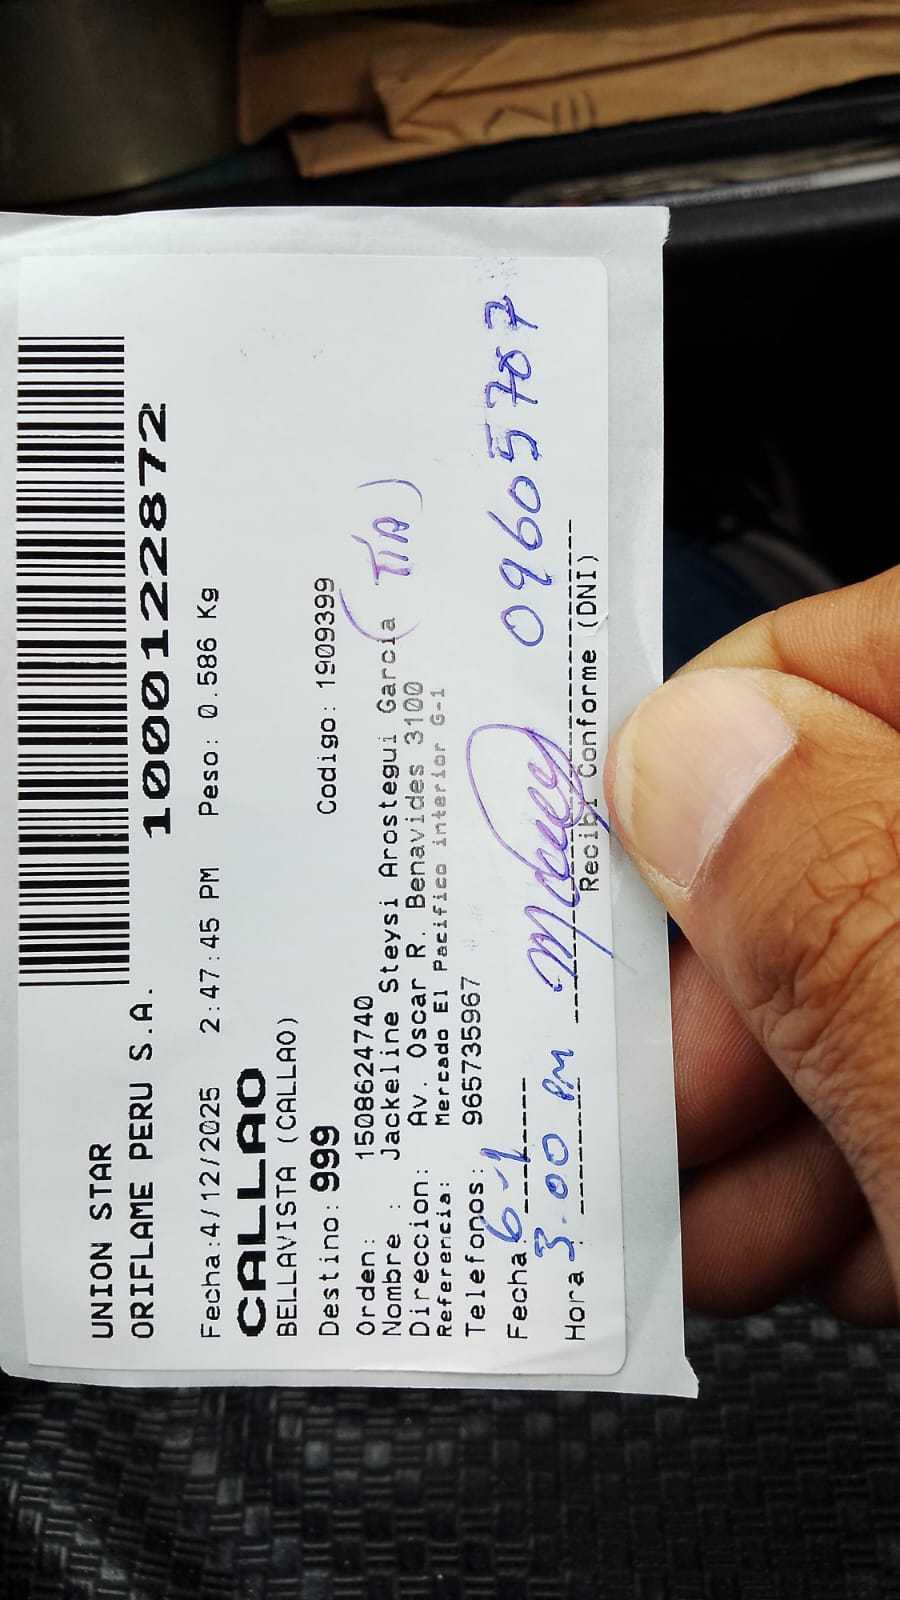 UNION STAR
ORIFLAME PERU S.A.
1000122872
Fecha:4/12/2025 2:47:45 PM Peso: 0.586 Kg
CALLAO
BELLAVISTA (CALLAO)
Destino: 999 Codigo: 1909399
Orden: 1508624740
Nombre : Jackeline Steysi Arostegui Garcia (TIA)
Direccion: Av. Oscar R. Benavides 3100
Referencia: Mercado El Pacifico interior G-1
Telefonos: 965735967
Fecha: 6-1
Hora : 3:00 PM
09605707
Recibi Conforme (DNI)